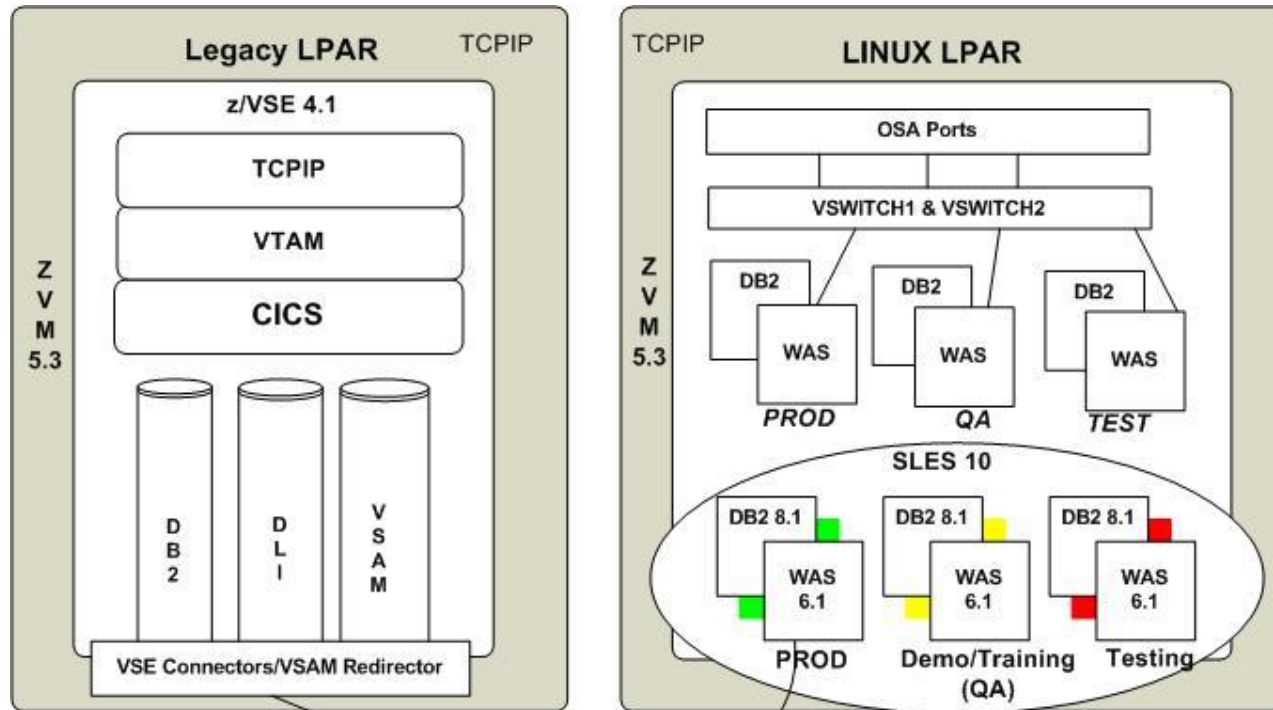 Legacy LPAR
TCPIP
z/VSE 4.1
TCPIP
VTAM
CICS
Z
V
M
5.3
D
B
2
D
L
I
V
S
A
M
VSE Connectors/VSAM Redirector
TCPIP
LINUX LPAR
OSA Ports
VSWITCH1 & VSWITCH2
Z
V
M
5.3
DB2
WAS
PROD
DB2
WAS
QA
DB2
WAS
TEST
SLES 10
DB2 8.1
WAS
6.1
PROD
DB2 8.1
WAS
6.1
Demo/Training
(QA)
DB2 8.1
WAS
6.1
Testing